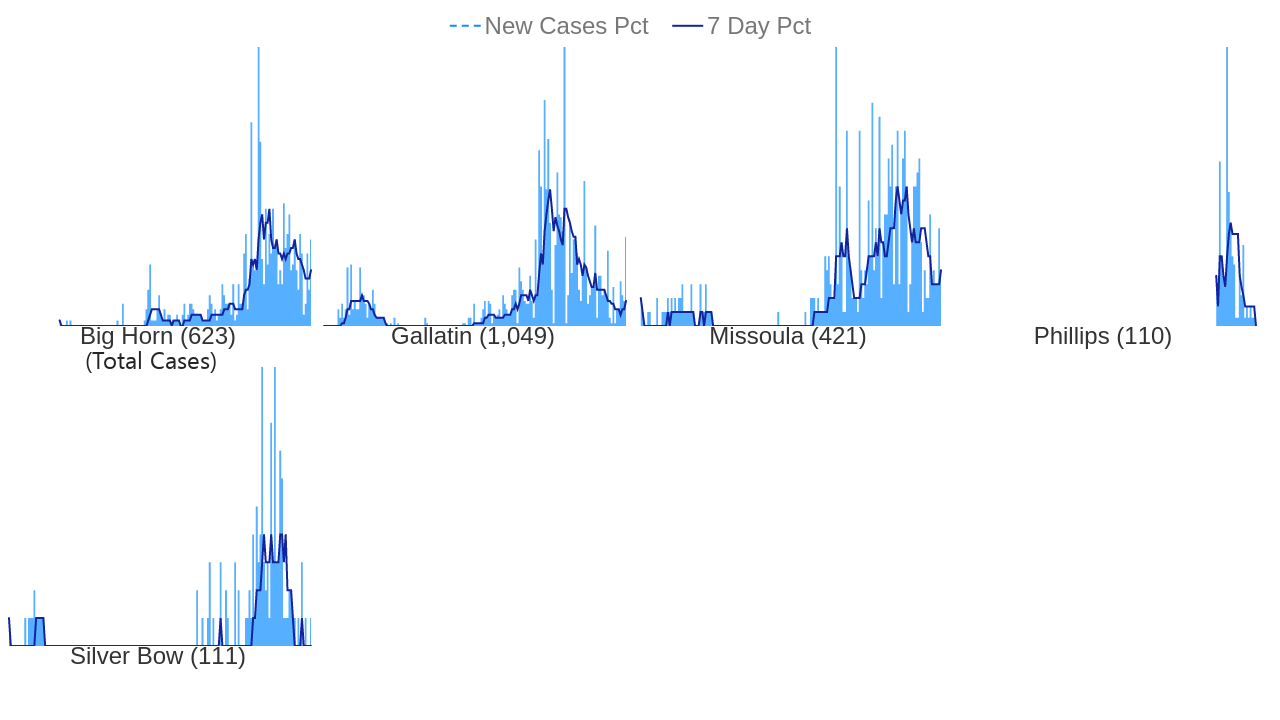 New Cases Pct 7 Day Pct
Big Horn (623) Gallatin (1,049) Missoula (421) Phillips (110)
(Total Cases)
Silver Bow (111)